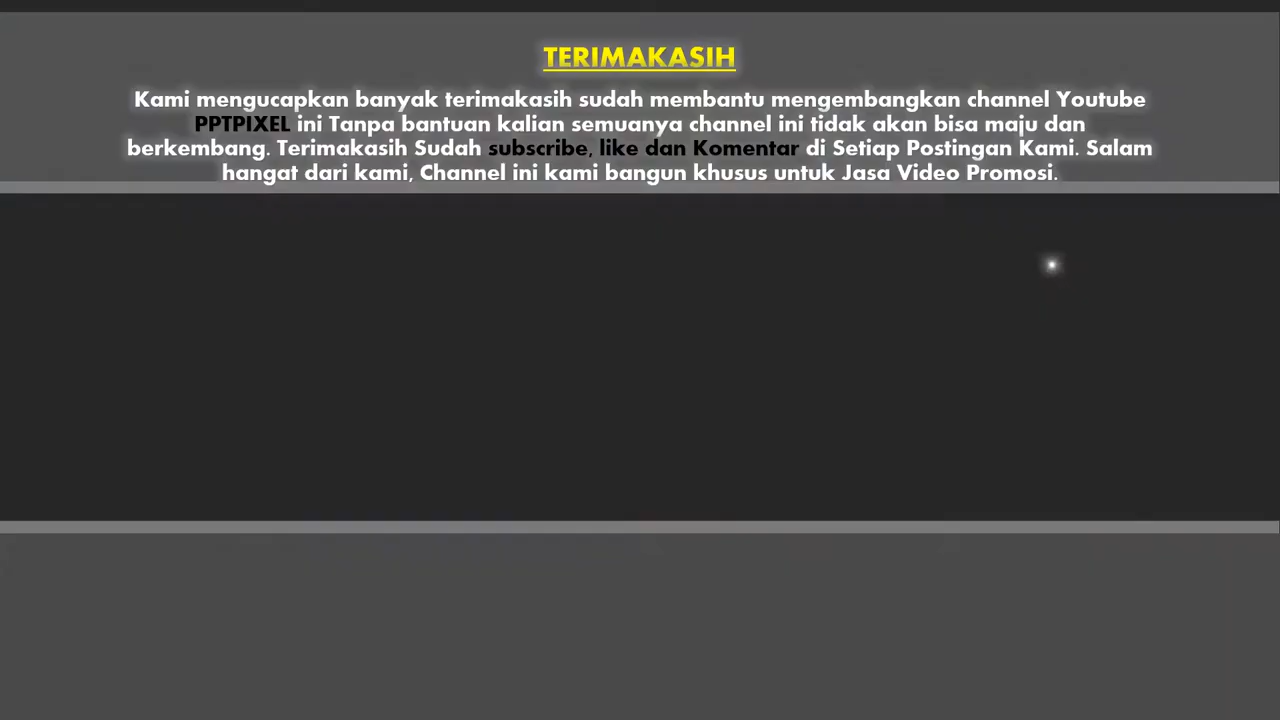 TERIMAKASIH
Kami mengucapkan banyak terimakasih sudah membantu mengembangkan channel Youtube
PPTPIXEL ini Tanpa bantuan kalian semuanya channel ini tidak akan bisa maju dan
berkembang. Terimakasih Sudah subscribe, like dan Komentar di Setiap Postingan Kami. Salam
hangat dari kami, Channel ini kami bangun khusus untuk Jasa Video Promosi.